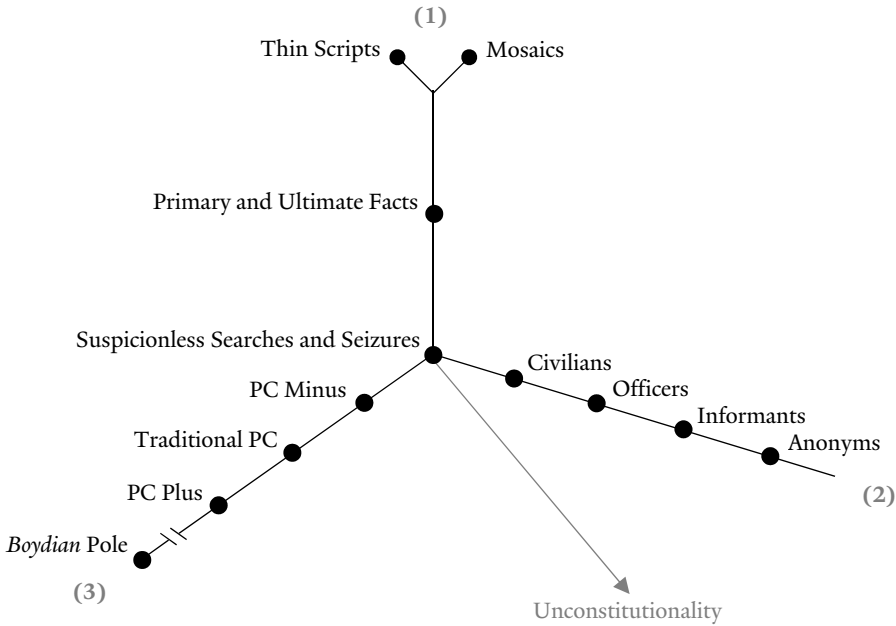 (1)
Thin Scripts
Mosaics
Primary and Ultimate Facts
Suspicionless Searches and Seizures
Civilians
PC Minus
Officers
Informants
Traditional PC
Anonyms
PC Plus
(2)
Boydian Pole
(3)
Unconstitutionality